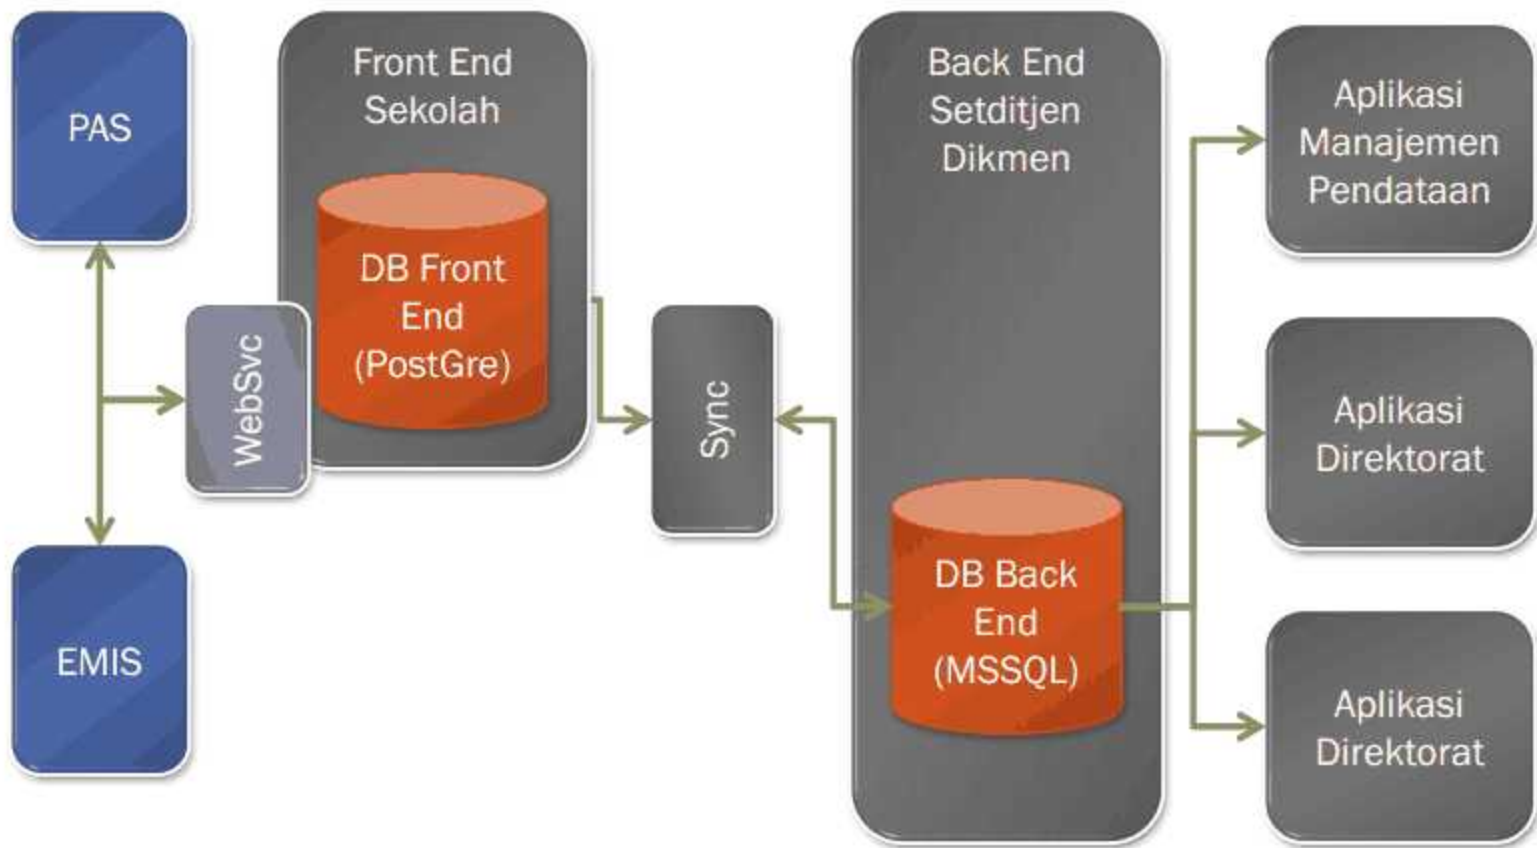 PAS
EMIS
WebSvc
Front End
Sekolah
DB Front
End
(PostGre)
Sync
Back End
Setditjen
Dikmen
DB Back
End
(MSSQL)
Aplikasi
Manajemen
Pendataan
Aplikasi
Direktorat
Aplikasi
Direktorat